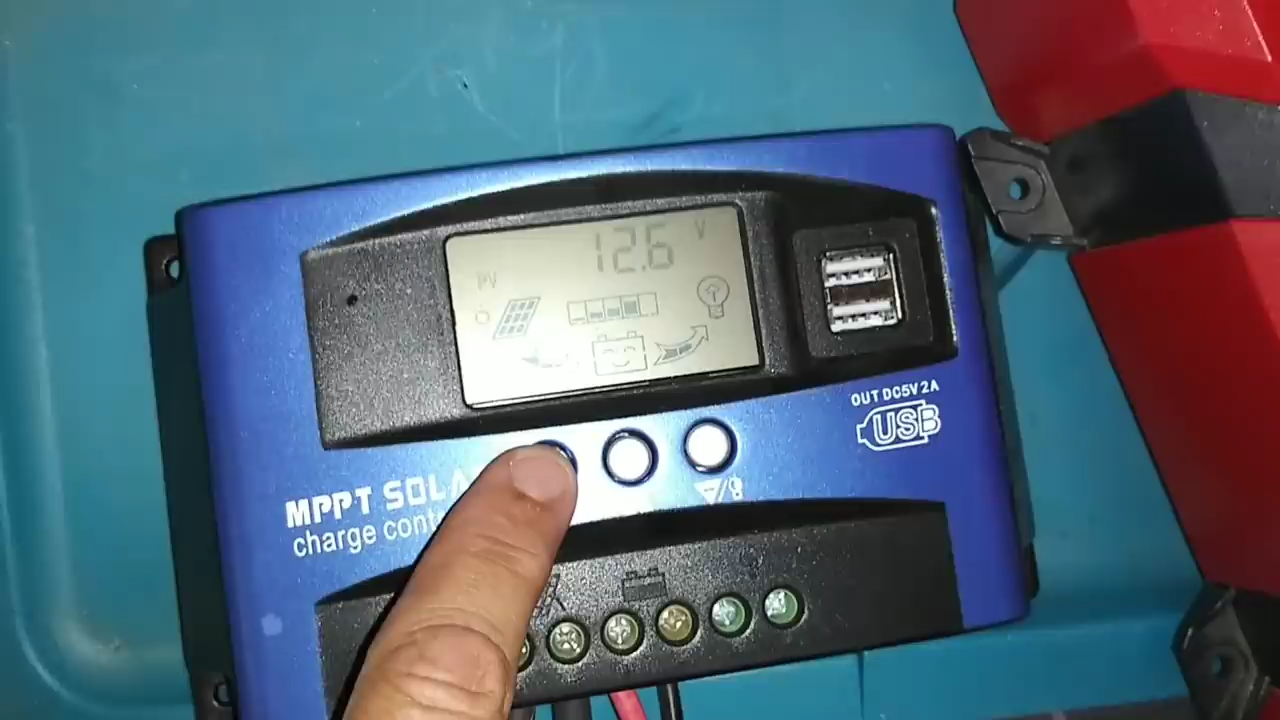 12.6 V
PV
OUT DC5V 2A
USB
MPPT SOLA
charge cont